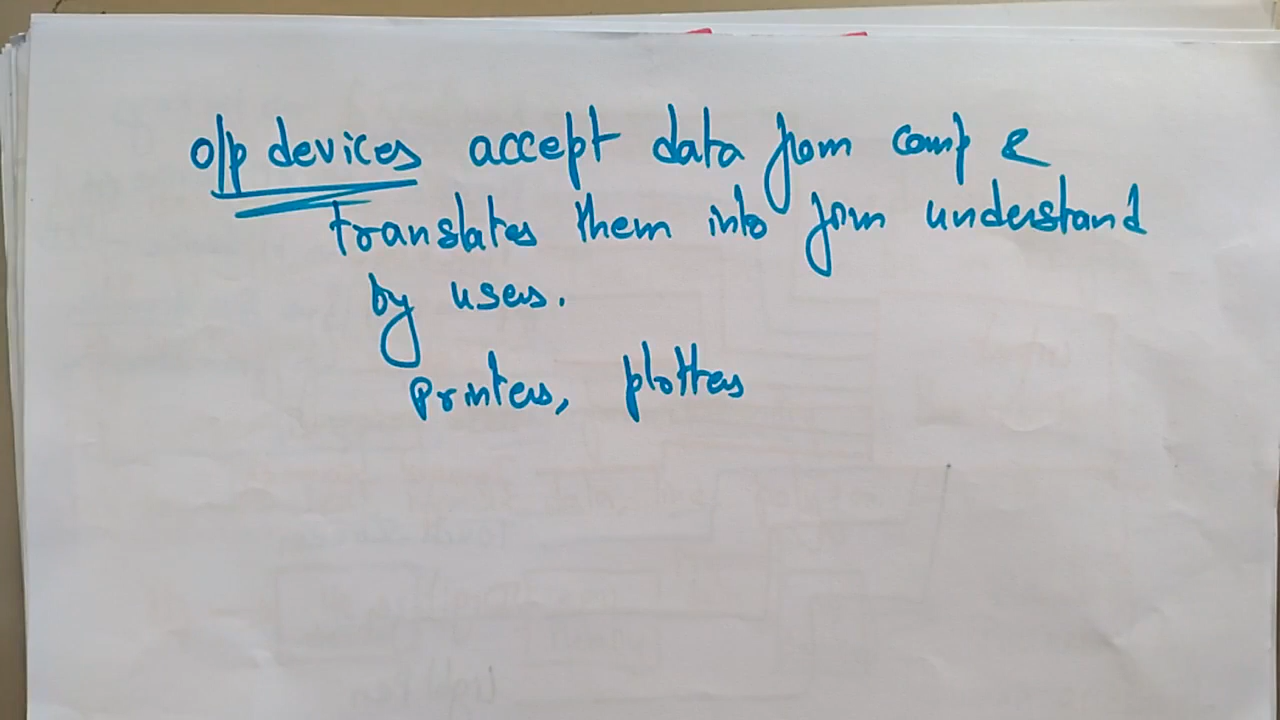 o/p devices accept data from comp &
translates them into form understand
by users.
Printers, plotters